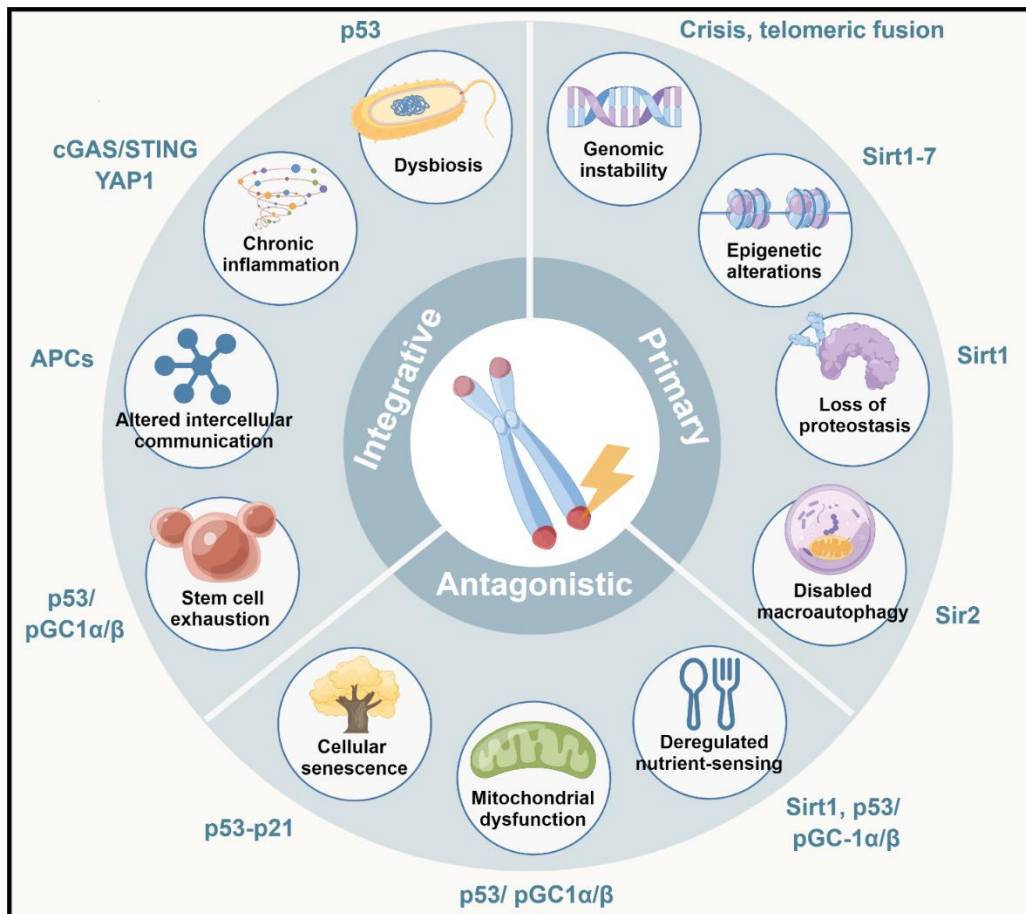 p53
Crisis, telomeric fusion
cGAS/STING
YAP1
Dysbiosis
Genomic
instability
Sirt1-7
Chronic
inflammation
Epigenetic
alterations
APCs
Altered intercellular
communication
Integrative
Primary
Antagonistic
Sirt1
Loss of
proteostasis
p53/
pGC1α/β
Stem cell
exhaustion
Disabled
macroautophagy
Sir2
Cellular
senescence
Mitochondrial
dysfunction
Deregulated
nutrient-sensing
p53-p21
p53/ pGC1α/β
Sirt1, p53/
pGC-1α/β